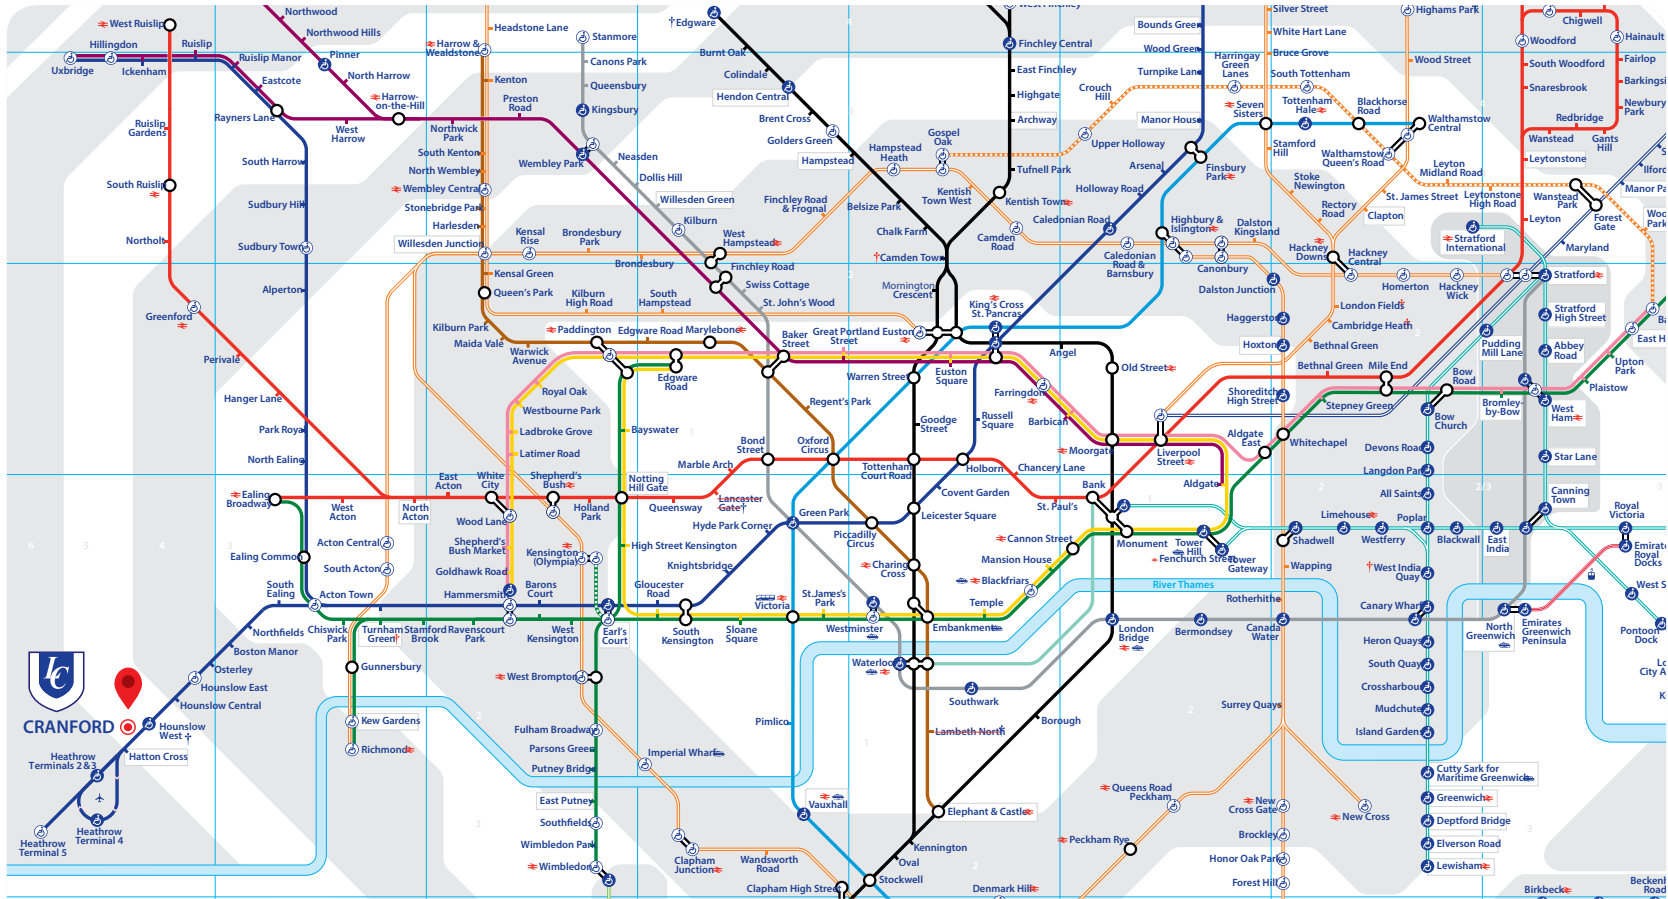 West Ruislip
Hillingdon
Ruislip
Uxbridge
Ickenham
Ruislip Manor
Eastcote
Rayners Lane
Northwood
Northwood Hills
Pinner
North Harrow
Harrow-
on-the-Hill
West
Harrow
Northwick
Park
Preston
Road
Headstone Lane
Harrow &
Wealdstone
Kenton
South Kenton
North Wembley
Wembley Central
Stonebridge Park
Harlesden
Willesden Junction
Kensal Green
Queen's Park
Kilburn Park
Maida Vale
Warwick
Avenue
Stanmore
Canons Park
Queensbury
Kingsbury
Wembley Park
Neasden
Dollis Hill
Willesden Green
Kilburn
West
Hampstead
Finchley Road
Swiss Cottage
St. John's Wood
†Edgware
Burnt Oak
Colindale
Hendon Central
Brent Cross
Golders Green
Hampstead
Belsize Park
Chalk Farm
†Camden Town
Mornington
Crescent
Finchley Central
East Finchley
Highgate
Archway
Tufnell Park
Kentish Town
Bounds Green
Wood Green
Turnpike Lane
Manor House
Arsenal
Holloway Road
Caledonian Road
Finsbury
Park
Harringay
Green
Lanes
South Tottenham
Crouch
Hill
Upper Holloway
Gospel
Oak
Hampstead
Heath
Kentish
Town West
Finchley Road
& Frognal
Camden
Road
Caledonian
Road &
Barnsbury
Highbury &
Islington
Canonbury
Dalston
Kingsland
Dalston Junction
Haggerston
Hoxton
Shoreditch
High Street
Silver Street
White Hart Lane
Bruce Grove
Seven
Sisters
Tottenham
Hale
Blackhorse
Road
Walthamstow
Central
Walthamstow
Queen's Road
Stamford
Hill
Stoke
Newington
Rectory
Road
Hackney
Downs
Hackney
Central
Clapton
St. James Street
Highams Park
Wood Street
Leyton
Midland Road
Leytonstone
High Road
Wanstead
Park
Forest
Gate
Manor Pa
Ilford
Woo
Park
Maryland
Chigwell
Woodford
South Woodford
Snaresbrook
Hainault
Fairlop
Barkingsi
Newbury
Park
Redbridge
Wanstead
Gants
Hill
Leytonstone
Leyton
Stratford
International
Stratford
Homerton
Hackney
Wick
London Fields†
Cambridge Heath†
Bethnal Green
Stratford
High Street
Abbey
Road
Pudding
Mill Lane
East H
Ba
Upton
Park
Plaistow
West
Ham
Star Lane
Canning
Town
Royal
Victoria
Emirates
Royal
Docks
West S
Pontoon
Dock
Lo
City A
K
Ruislip
Gardens
South Ruislip
Northolt
Greenford
Perivale
Hanger Lane
South Harrow
Sudbury Hill
Sudbury Town
Alperton
Park Royal
North Ealing
Ealing
Broadway
West
Acton
North
Acton
East
Acton
White
City
Shepherd's
Bush
Holland
Park
Notting
Hill Gate
Queensway
Lancaster
Gate†
Marble Arch
Bond
Street
Oxford
Circus
Tottenham
Court Road
Holborn
Chancery Lane
St. Paul's
Bank
Liverpool
Street
Bethnal Green
Mile End
Kensal
Rise
Brondesbury
Park
Brondesbury
Kilburn
High Road
South
Hampstead
Paddington
Edgware Road
Marylebone
Edgware
Road
Baker
Street
Great Portland
Street
Euston
King's Cross
St. Pancras
Euston
Square
Warren Street
Angel
Old Street
Farringdon
Barbican
Moorgate
Aldgate
Aldgate
East
Whitechapel
Stepney Green
Bow
Road
Bow
Church
Bromley-
by-Bow
Devons Road
Langdon Park
All Saints
Poplar
Royal Oak
Westbourne Park
Ladbroke Grove
Latimer Road
Bayswater
Regent's Park
Goodge
Street
Russell
Square
Covent Garden
Leicester Square
Wood Lane
Shepherd's
Bush Market
Goldhawk Road
Hammersmith
Kensington
(Olympia)
High Street Kensington
Hyde Park Corner
Knightsbridge
Green Park
Piccadilly
Circus
Charing
Cross
Cannon Street
Mansion House
Blackfriars
Temple
Embankment
Monument
Tower
Hill
Fenchurch Street
Tower
Gateway
Shadwell
Limehouse
Westferry
Blackwall
East
India
Ealing Common
Acton Central
South Acton
South
Ealing
Acton Town
Chiswick
Park
Turnham
Green†
Stamford
Brook
Ravenscourt
Park
Barons
Court
West
Kensington
Earl's
Court
Gloucester
Road
South
Kensington
Sloane
Square
Victoria
St.James's
Park
Westminster
Waterloo
Southwark
London
Bridge
Bermondsey
Canada
Water
Wapping
Rotherhithe
†West India
Quay
Canary Wharf
Heron Quays
South Quay
Crossharbour
Mudchute
Island Gardens
North
Greenwich
Emirates
Greenwich
Peninsula
River Thames
Northfields
Boston Manor
Osterley
Hounslow East
Hounslow Central
Hounslow
West †
Hatton Cross
Heathrow
Terminals 2 & 3
Heathrow
Terminal 4
Heathrow
Terminal 5
LC
CRANFORD
Gunnersbury
Kew Gardens
Richmond
West Brompton
Fulham Broadway
Parsons Green
Putney Bridge
East Putney
Southfields
Wimbledon Park
Wimbledon
Imperial Wharf
Clapham
Junction
Wandsworth
Road
Clapham High Street
Pimlico
Vauxhall
Lambeth North
Borough
Elephant & Castle
Kennington
Oval
Stockwell
Denmark Hill
Peckham Rye
Queens Road
Peckham
Surrey Quays
New
Cross Gate
New Cross
Brockley
Honor Oak Park
Forest Hill
Cutty Sark for
Maritime Greenwich
Greenwich
Deptford Bridge
Elverson Road
Lewisham
Birkbeck
Beckenh
Road